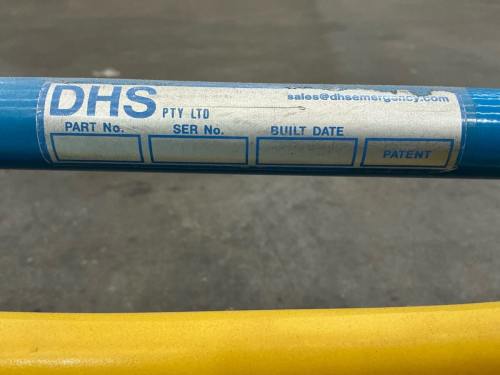 DHS PTY LTD sales@dhsemergency.com
PART No. SER No. BUILT DATE
PATENT